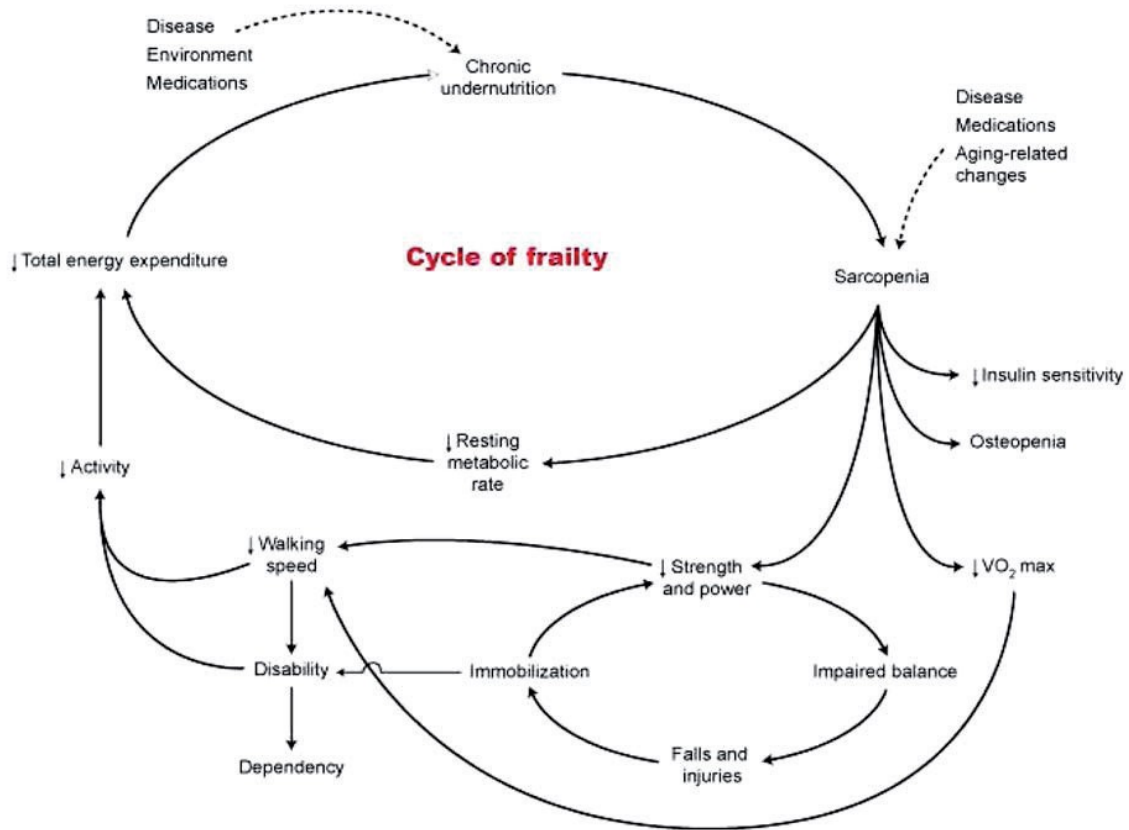 Disease
Environment
Medications
Chronic
undernutrition
Disease
Medications
Aging-related
changes
↓ Total energy expenditure
Cycle of frailty
Sarcopenia
↓ Insulin sensitivity
Osteopenia
↓ Resting
metabolic
rate
↓ Activity
↓ Walking
speed
↓ Strength
and power
↓ VO₂ max
Disability
Immobilization
Impaired balance
Dependency
Falls and
injuries